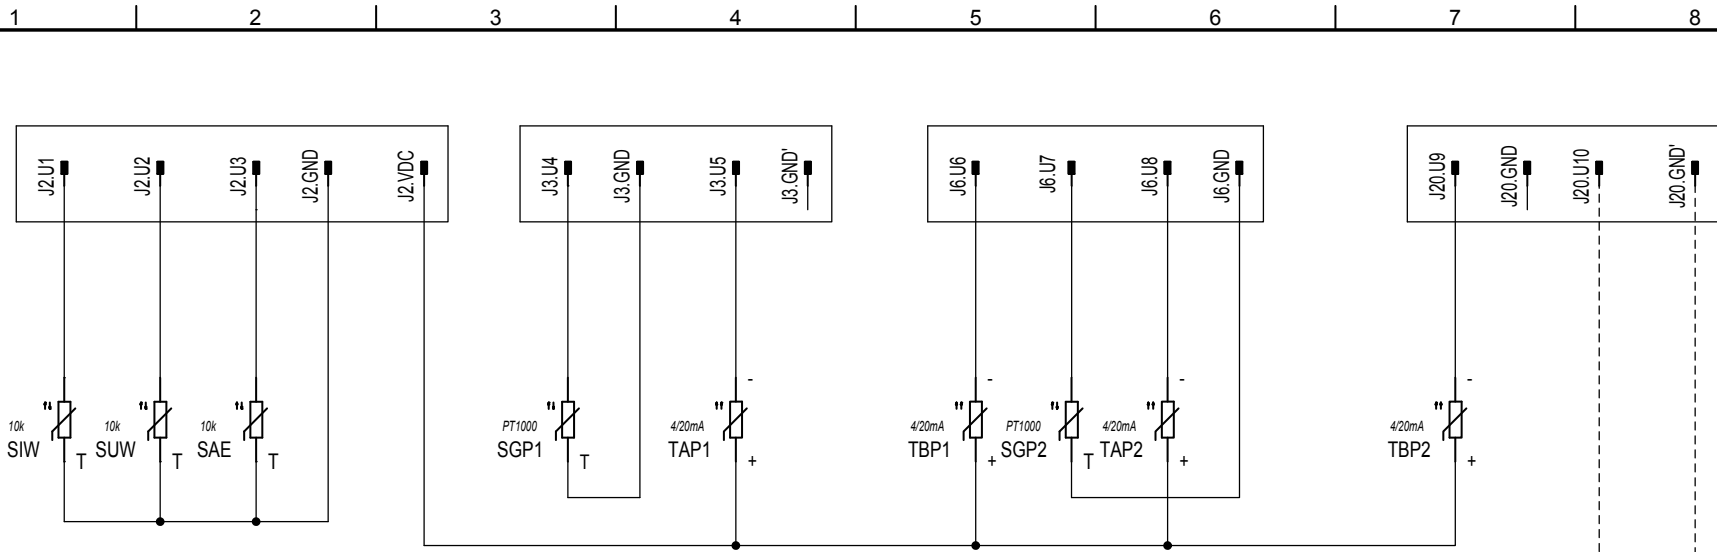 1 2 3 4 5 6 7 8
J2.U1 J2.U2 J2.U3 J2.GND J2.VDC J3.U4 J3.GND J3.U5 J3.GND' J6.U6 J6.U7 J6.U8 J6.GND J20.U9 J20.GND J20.U10 J20.GND'
- - - -
10k 10k 10k PT1000 4/20mA 4/20mA PT1000 4/20mA 4/20mA
SIW SUW SAE SGP1 TAP1 TBP1 SGP2 TAP2 TBP2
T T T T + + T + +